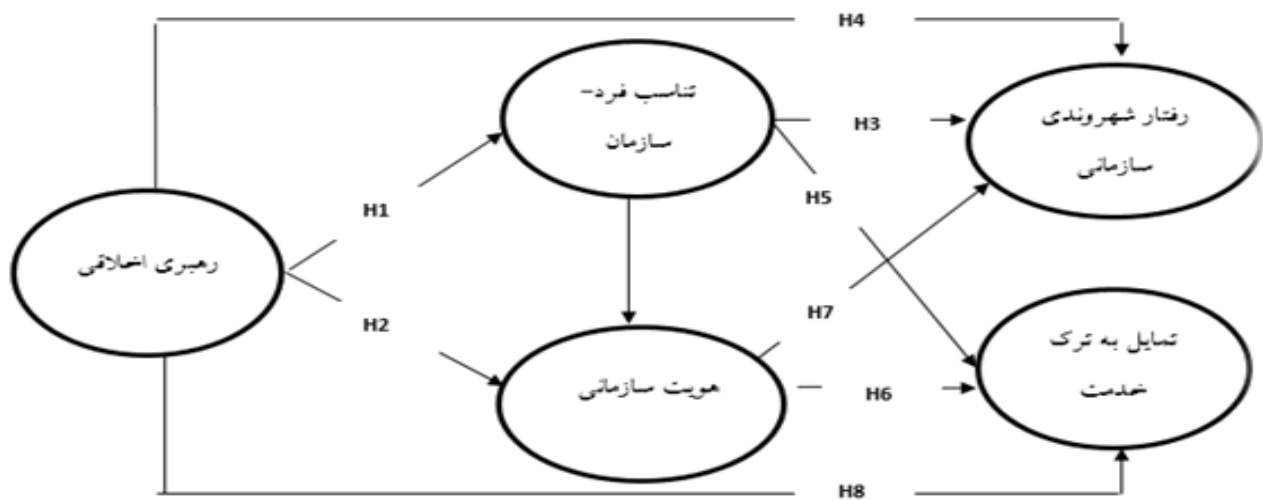 H4
تناسب فرد-
سازمان
H3
رفتار شهروندی
سازمانی
H5
H1
رهبری اخلاقی
H2
H7
هویت سازمانی
H6
تمایل به ترک
خدمت
H8